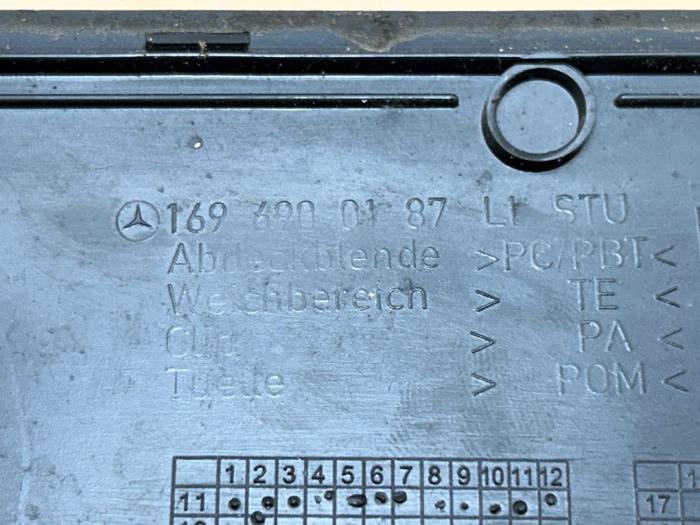 169 690 01 87 LI STU
Abdeckblende >PC/PBT<
Weichbereich > TE <
Clip > PA <
Tuelle > POM <
1 2 3 4 5 6 7 8 9 10 11 12
11
17